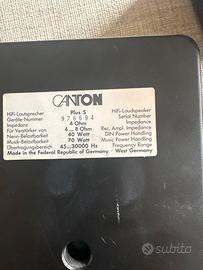 CANTON
HiFi-Lautsprecher Plus S HiFi-Loudspeaker
Geräte-Nummer 976694 Serial Number
Impedanz 4 Ohm Impedance
Für Verstärker von 4...8 Ohm Rec. Ampl. Impedance
Nenn-Belastbarkeit 40 Watt DIN Power Handling
Musik-Belastbarkeit 70 Watt Music Power Handling
Übertragungsbereich 45...30000 Hz Frequency Range
Made in the Federal Republic of Germany - West Germany
subito